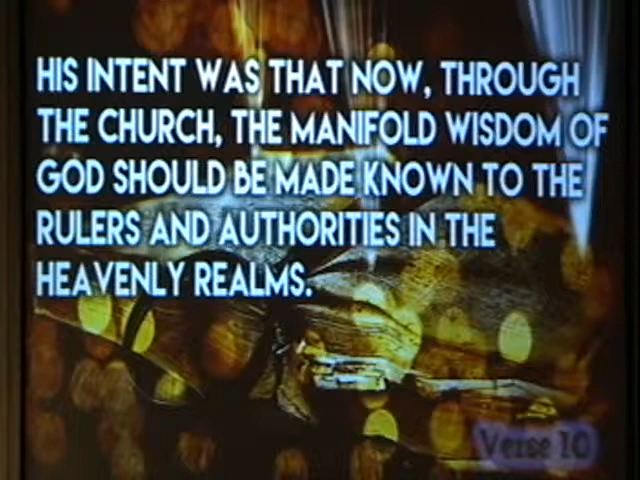 HIS INTENT WAS THAT NOW, THROUGH
THE CHURCH, THE MANIFOLD WISDOM OF
GOD SHOULD BE MADE KNOWN TO THE
RULERS AND AUTHORITIES IN THE
HEAVENLY REALMS.
Verse 10